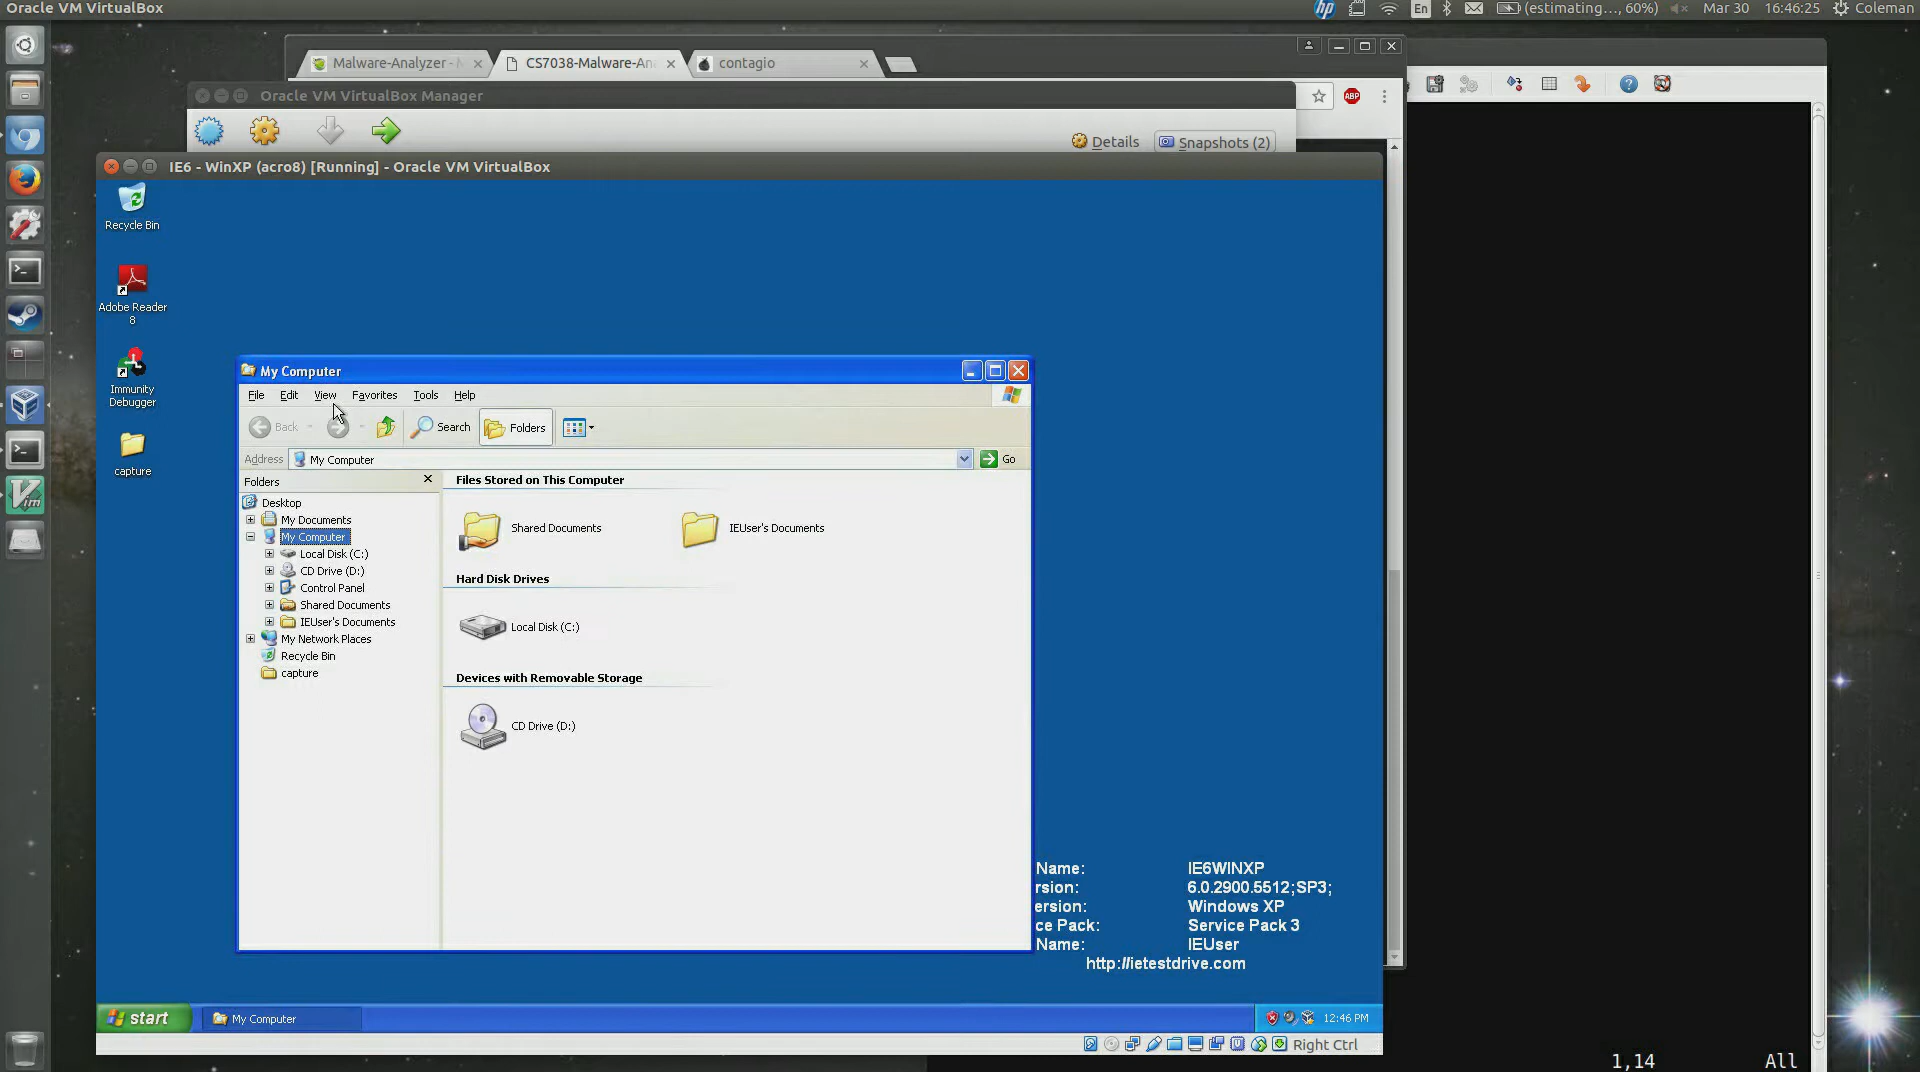 Oracle VM VirtualBox
hp
En
(estimating..., 60%)
Mar 30
16:46:25
Coleman
Malware-Analyzer -
CS7038-Malware-An
contagio
Oracle VM VirtualBox Manager
ABP
Details
Snapshots (2)
IE6 - WinXP (acro8) [Running] - Oracle VM VirtualBox
Recycle Bin
Adobe Reader
8
Immunity
Debugger
capture
My Computer
File
Edit
View
Favorites
Tools
Help
Back
Search
Folders
Address
My Computer
Go
Folders
Desktop
My Documents
My Computer
Local Disk (C:)
CD Drive (D:)
Control Panel
Shared Documents
IEUser's Documents
My Network Places
Recycle Bin
capture
Files Stored on This Computer
Shared Documents
IEUser's Documents
Hard Disk Drives
Local Disk (C:)
Devices with Removable Storage
CD Drive (D:)
Name: IE6WINXP
rsion: 6.0.2900.5512;SP3;
ersion: Windows XP
ce Pack: Service Pack 3
Name: IEUser
http://ietestdrive.com
start
My Computer
12:46 PM
Right Ctrl
1,14
All